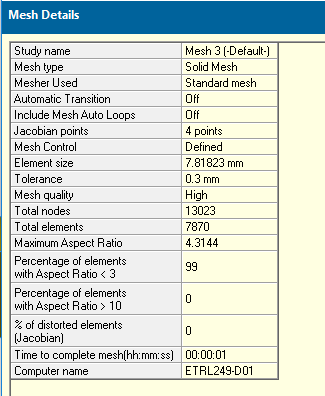 Mesh Details
Study name Mesh 3 (-Default-)
Mesh type Solid Mesh
Mesher Used Standard mesh
Automatic Transition Off
Include Mesh Auto Loops Off
Jacobian points 4 points
Mesh Control Defined
Element size 7.81823 mm
Tolerance 0.3 mm
Mesh quality High
Total nodes 13023
Total elements 7870
Maximum Aspect Ratio 4.3144
Percentage of elements
with Aspect Ratio < 3 99
Percentage of elements
with Aspect Ratio > 10 0
% of distorted elements
(Jacobian) 0
Time to complete mesh(hh:mm:ss) 00:00:01
Computer name ETRL249-D01